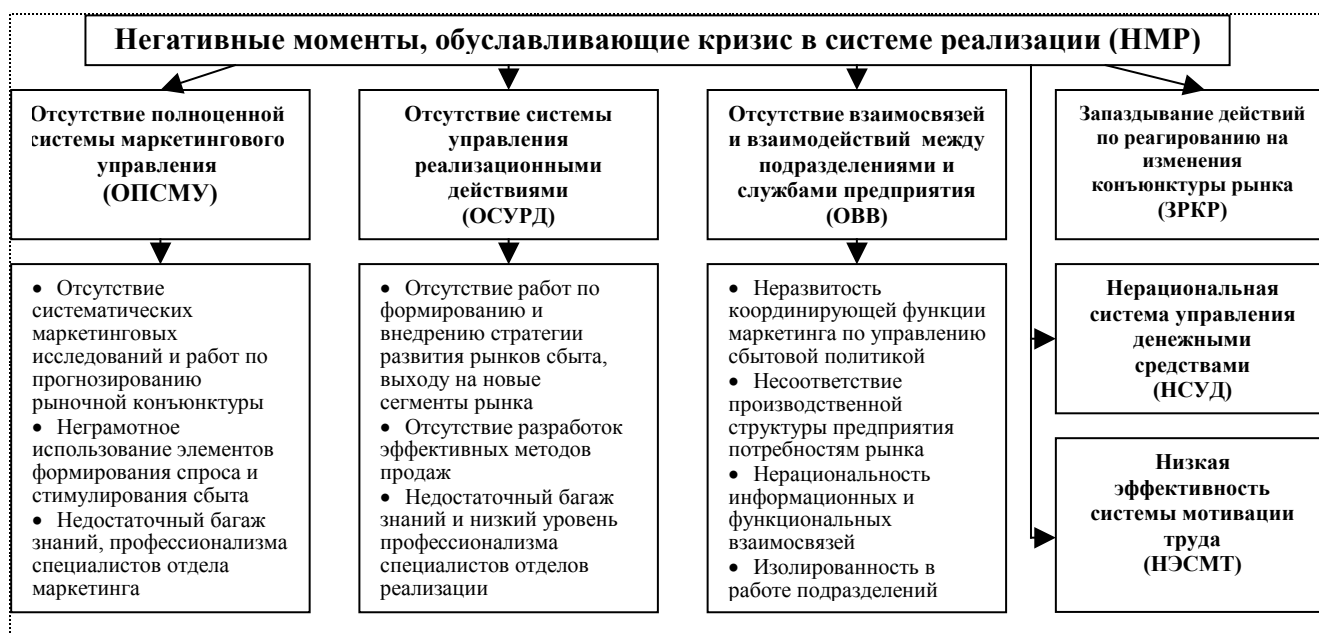 Негативные моменты, обуславливающие кризис в системе реализации (НМР)
Отсутствие полноценной
системы маркетингового
управления
(ОПСМУ)
Отсутствие системы
управления
реализационными
действиями
(ОСУРД)
Отсутствие взаимосвязей
и взаимодействий между
подразделениями и
службами предприятия
(ОВВ)
Запаздывание действий
по реагированию на
изменения
конъюнктуры рынка
(ЗРКР)
• Отсутствие
систематических
маркетинговых
исследований и работ по
прогнозированию
рыночной конъюнктуры
• Неграмотное
использование элементов
формирования спроса и
стимулирования сбыта
• Недостаточный багаж
знаний, профессионализма
специалистов отдела
маркетинга
• Отсутствие работ по
формированию и
внедрению стратегии
развития рынков сбыта,
выходу на новые
сегменты рынка
• Отсутствие разработок
эффективных методов
продаж
• Недостаточный багаж
знаний и низкий уровень
профессионализма
специалистов отделов
реализации
• Неразвитость
координирующей функции
маркетинга по управлению
сбытовой политикой
• Несоответствие
производственной
структуры предприятия
потребностям рынка
• Нерациональность
информационных и
функциональных
взаимосвязей
• Изолированность в
работе подразделений
Нерациональная
система управления
денежными
средствами
(НСУД)
Низкая
эффективность
системы мотивации
труда
(НЭСМТ)